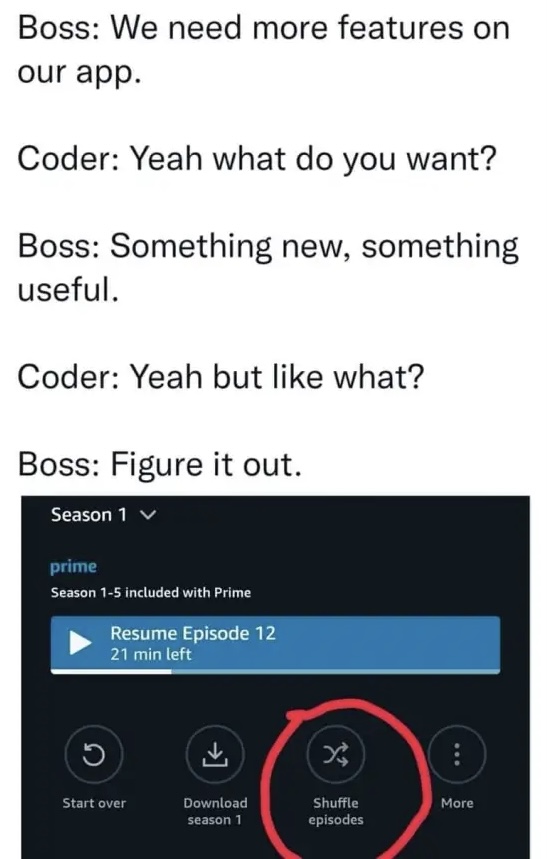 Boss: We need more features on
our app.
Coder: Yeah what do you want?
Boss: Something new, something
useful.
Coder: Yeah but like what?
Boss: Figure it out.
Season 1
prime
Season 1-5 included with Prime
Resume Episode 12
21 min left
Start over
Download
season 1
Shuffle
episodes
More